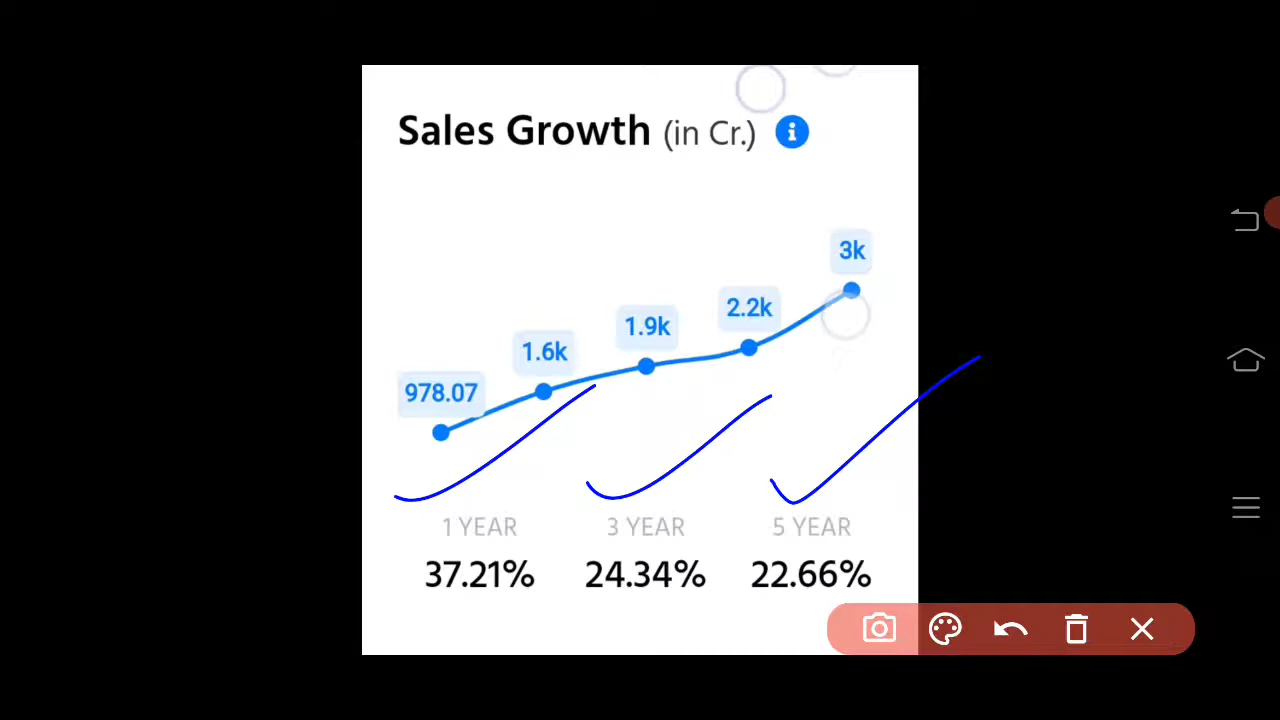 Sales Growth (in Cr.)
3k
2.2k
1.9k
1.6k
978.07
1 YEAR 3 YEAR 5 YEAR
37.21% 24.34% 22.66%